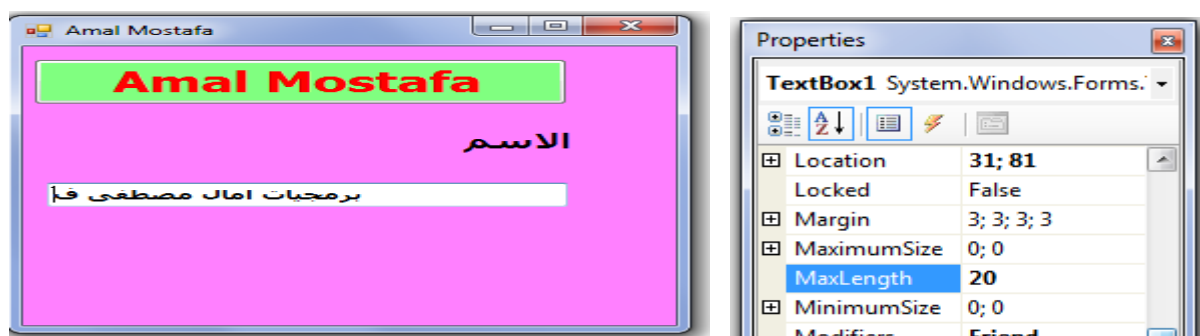 Amal Mostafa
Amal Mostafa
الاسم
برمجيات امال مصطفى ف
Properties
TextBox1 System.Windows.Forms.
Location 31; 81
Locked False
Margin 3; 3; 3; 3
MaximumSize 0; 0
MaxLength 20
MinimumSize 0; 0
Modifiers Friend